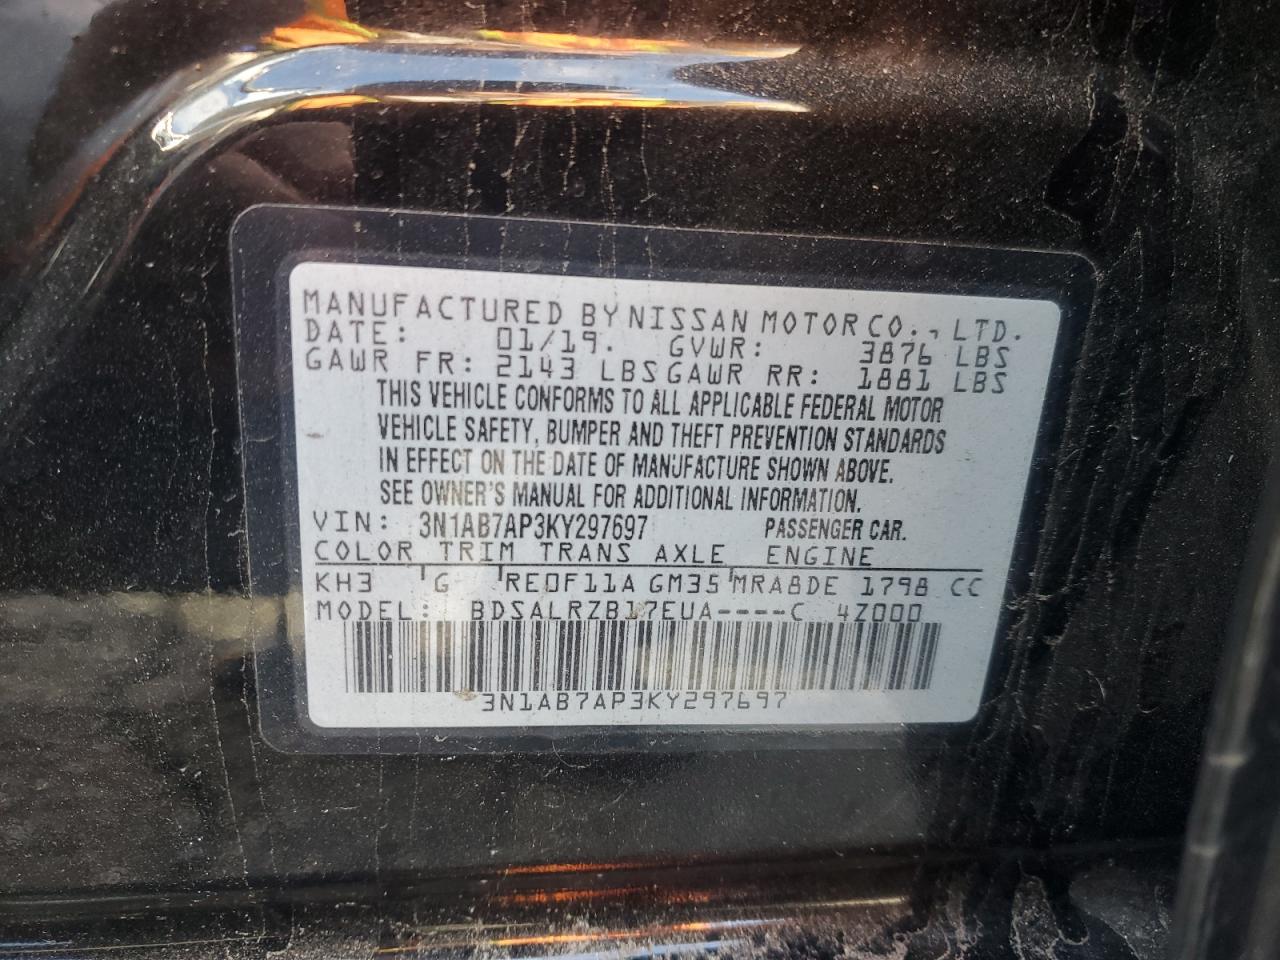 MANUFACTURED BY NISSAN MOTOR CO., LTD.
DATE: 01/19. GVWR: 3876 LBS
GAWR FR: 2143 LBS GAWR RR: 1881 LBS
THIS VEHICLE CONFORMS TO ALL APPLICABLE FEDERAL MOTOR
VEHICLE SAFETY, BUMPER AND THEFT PREVENTION STANDARDS
IN EFFECT ON THE DATE OF MANUFACTURE SHOWN ABOVE.
SEE OWNER'S MANUAL FOR ADDITIONAL INFORMATION.
VIN: 3N1AB7AP3KY297697 PASSENGER CAR.
COLOR TRIM TRANS AXLE ENGINE
KH3 G RE0F11A GM35 MRA8DE 1798 CC
MODEL: BDSALRZB17EUA----C 4Z000
3N1AB7AP3KY297697